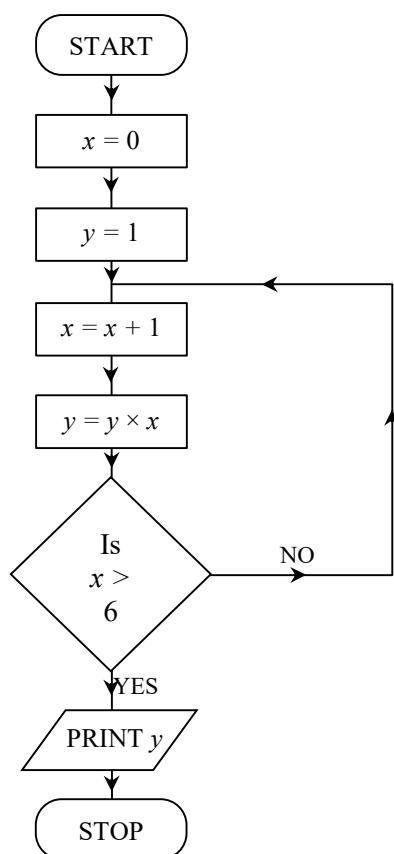 START
x = 0
y = 1
x = x + 1
y = y × x
Is
x >
6
NO
YES
PRINT y
STOP